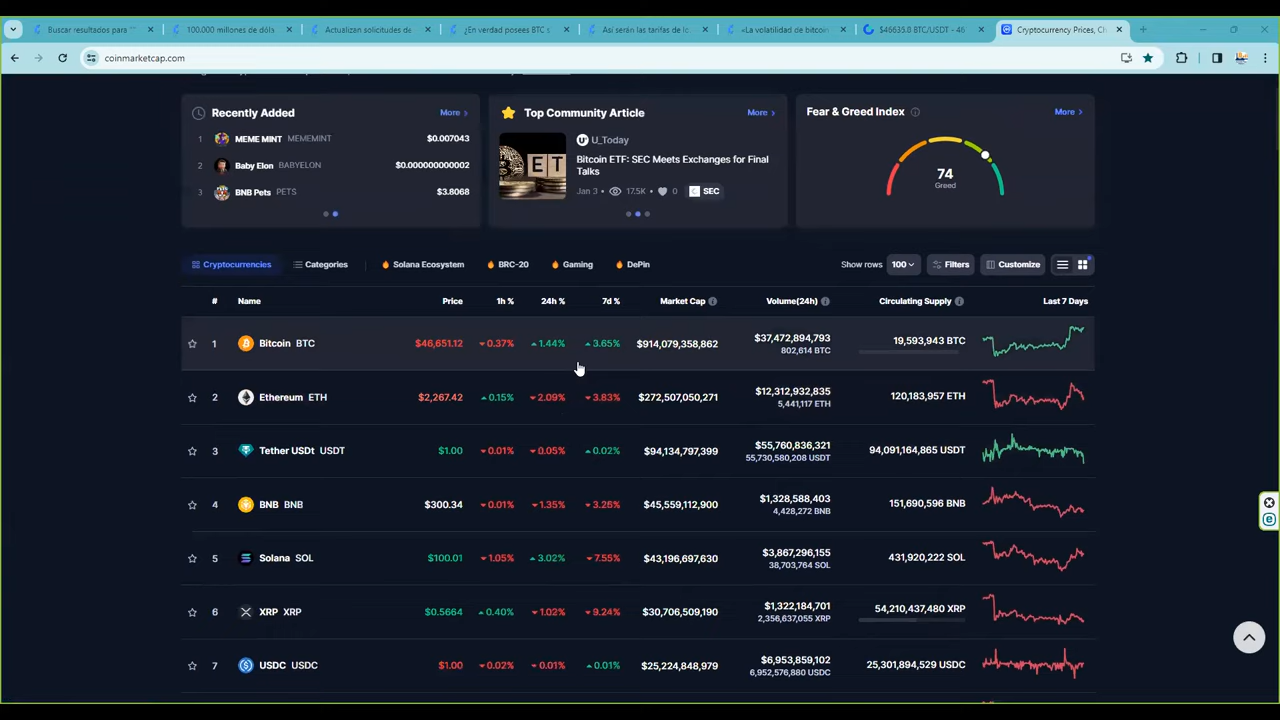 Buscar resultados para "
100.000 millones de dóla
Actualizan solicitudes de
¿En verdad posees BTC s
Así serán las tarifas de lo
«La volatilidad de bitcoin
$46635.0 BTC/USDT - 46
Cryptocurrency Prices, Ch
coinmarketcap.com
Recently Added
More
1 MEME MINT MEMEMINT $0.007043
2 Baby Elon BABYELON $0.000000000002
3 BNB Pets PETS $3.8068
Top Community Article
More
U_Today
Bitcoin ETF: SEC Meets Exchanges for Final
Talks
Jan 3 • 17.5K • 0 SEC
Fear & Greed Index
More
74
Greed
Cryptocurrencies Categories Solana Ecosystem BRC-20 Gaming DePin Show rows 100 Filters Customize
# Name Price 1h % 24h % 7d % Market Cap Volume(24h) Circulating Supply Last 7 Days
1 Bitcoin BTC $46,651.12 0.37% 1.44% 3.65% $914,079,358,862 $37,472,894,793 19,593,943 BTC
802,614 BTC
2 Ethereum ETH $2,267.42 0.15% 2.09% 3.83% $272,507,050,271 $12,312,932,835 120,183,957 ETH
5,441,117 ETH
3 Tether USDt USDT $1.00 0.01% 0.05% 0.02% $94,134,797,399 $55,760,836,321 94,091,164,865 USDT
55,730,580,208 USDT
4 BNB BNB $300.34 0.01% 1.35% 3.26% $45,559,112,900 $1,328,588,403 151,690,596 BNB
4,428,272 BNB
5 Solana SOL $100.01 1.05% 3.02% 7.55% $43,196,697,630 $3,867,296,155 431,920,222 SOL
38,703,764 SOL
6 XRP XRP $0.5664 0.40% 1.02% 9.24% $30,706,509,190 $1,322,184,701 54,210,437,480 XRP
2,356,637,055 XRP
7 USDC USDC $1.00 0.02% 0.01% 0.01% $25,224,848,979 $6,953,859,102 25,301,894,529 USDC
6,952,576,880 USDC